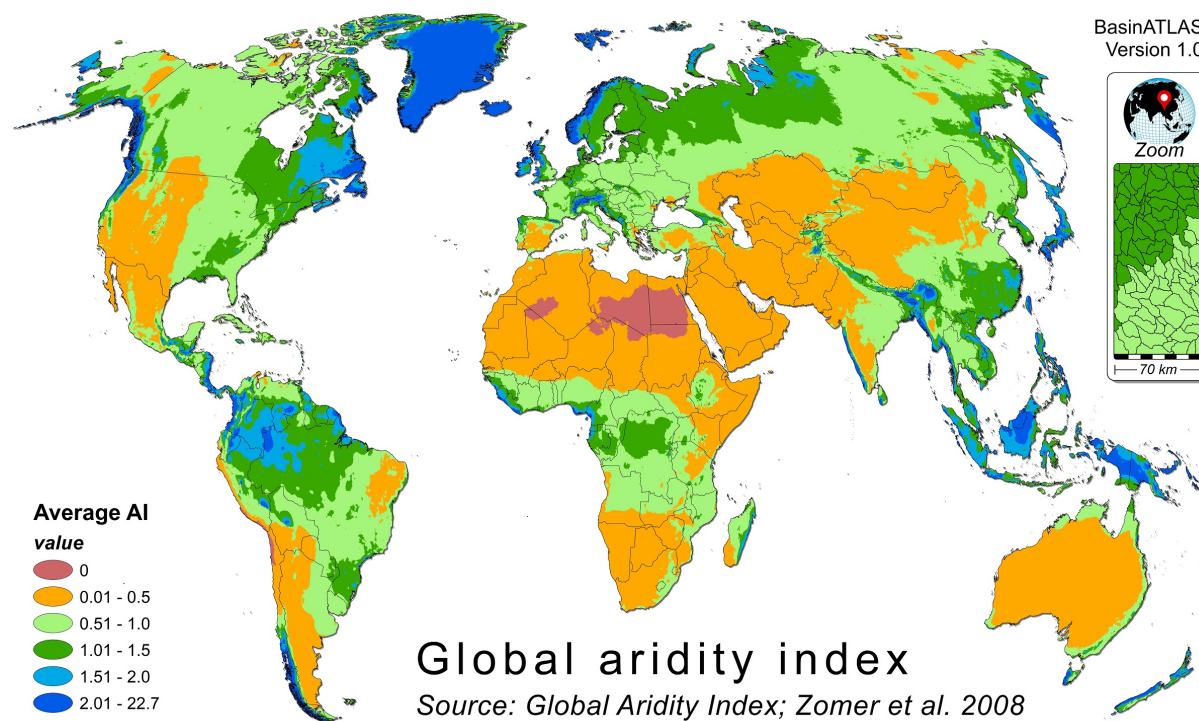 BasinATLAS
Version 1.0
Zoom
70 km
Average AI
value
0
0.01 - 0.5
0.51 - 1.0
1.01 - 1.5
1.51 - 2.0
2.01 - 22.7
Global aridity index
Source: Global Aridity Index; Zomer et al. 2008